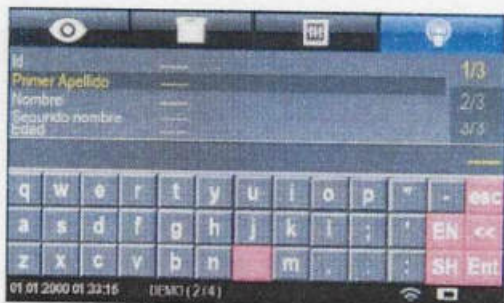 Id
Primer Apellido
Nombre
Segundo nombre
Edad
1/3
2/3
3/3
q w e r t y u i o p " - esc
a s d f g h j k l ; ' EN <<
z x c v b n m , . : SH Ent
01 01 2000 01:33:15 DEMO ( 2 / 4 )